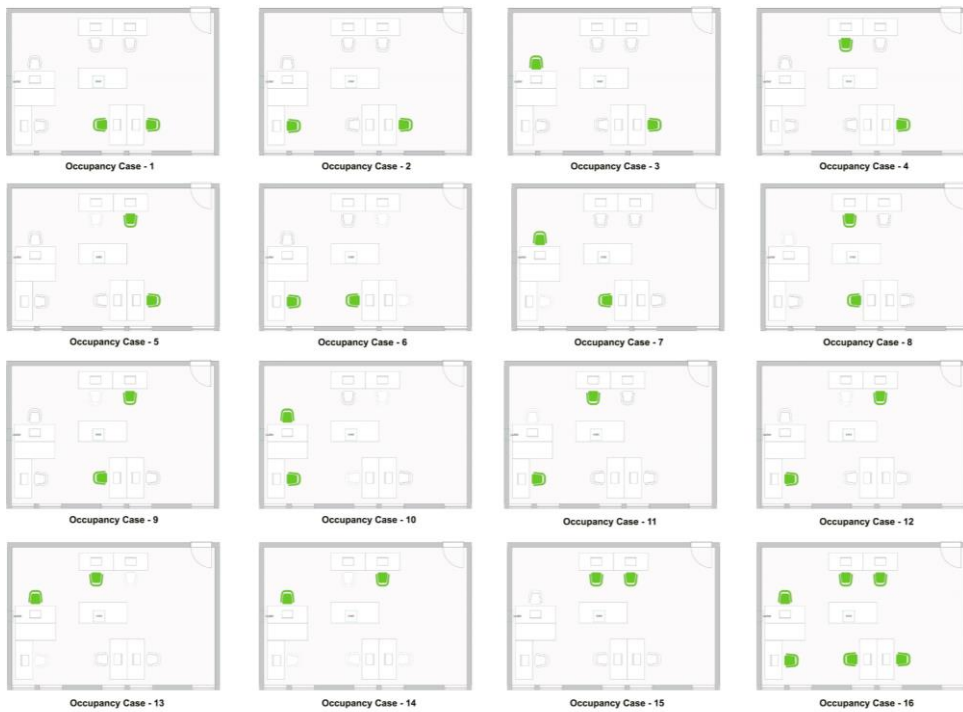 Occupancy Case - 1
Occupancy Case - 2
Occupancy Case - 3
Occupancy Case - 4
Occupancy Case - 5
Occupancy Case - 6
Occupancy Case - 7
Occupancy Case - 8
Occupancy Case - 9
Occupancy Case - 10
Occupancy Case - 11
Occupancy Case - 12
Occupancy Case - 13
Occupancy Case - 14
Occupancy Case - 15
Occupancy Case - 16